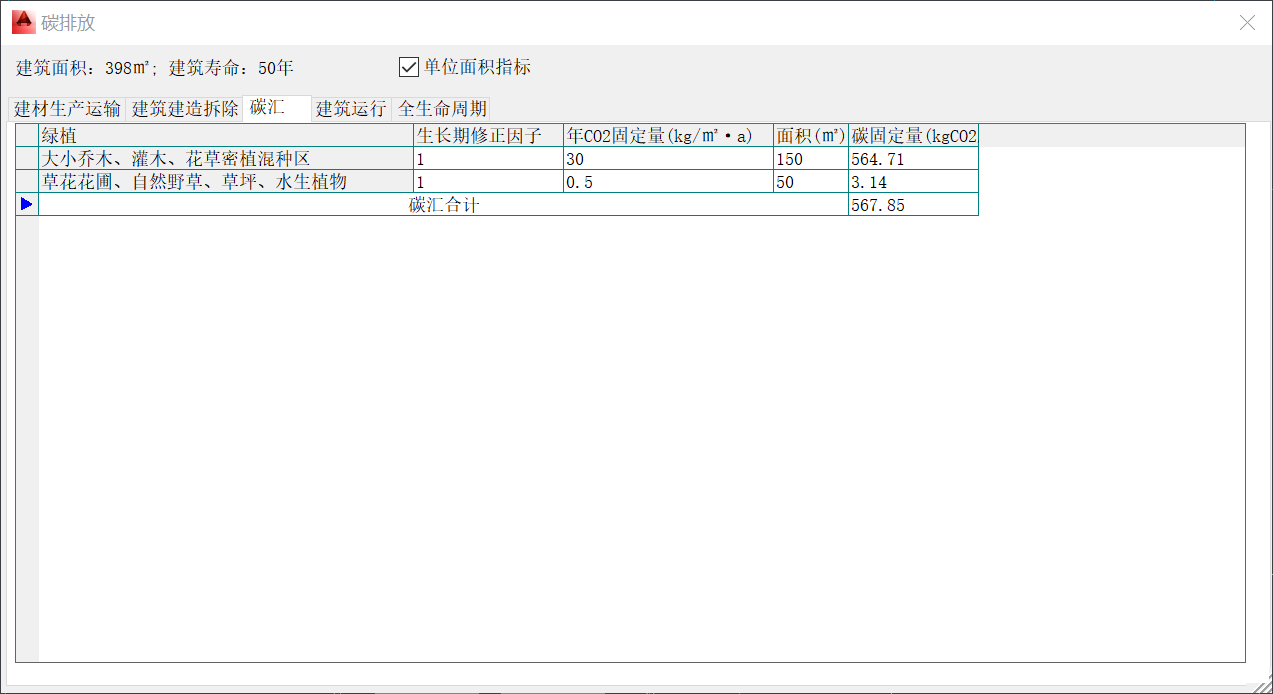 碳排放
建筑面积：398㎡；建筑寿命：50年 单位面积指标
建材生产运输 建筑建造拆除 碳汇 建筑运行 全生命周期
绿植 生长期修正因子 年CO2固定量(kg/㎡·a) 面积(㎡) 碳固定量(kgCO2
大小乔木、灌木、花草密植混种区 1 30 150 564.71
草花花圃、自然野草、草坪、水生植物 1 0.5 50 3.14
碳汇合计 567.85